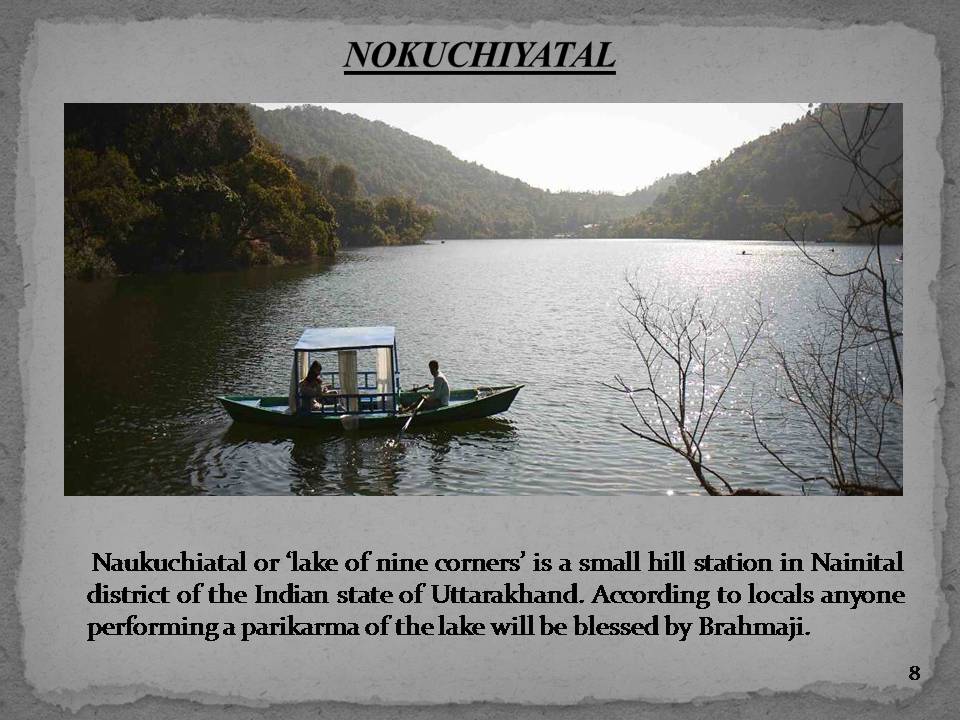 NOKUCHIYATAL
Naukuchiatal or ‘lake of nine corners’ is a small hill station in Nainital
district of the Indian state of Uttarakhand. According to locals anyone
performing a parikarma of the lake will be blessed by Brahmaji.
8